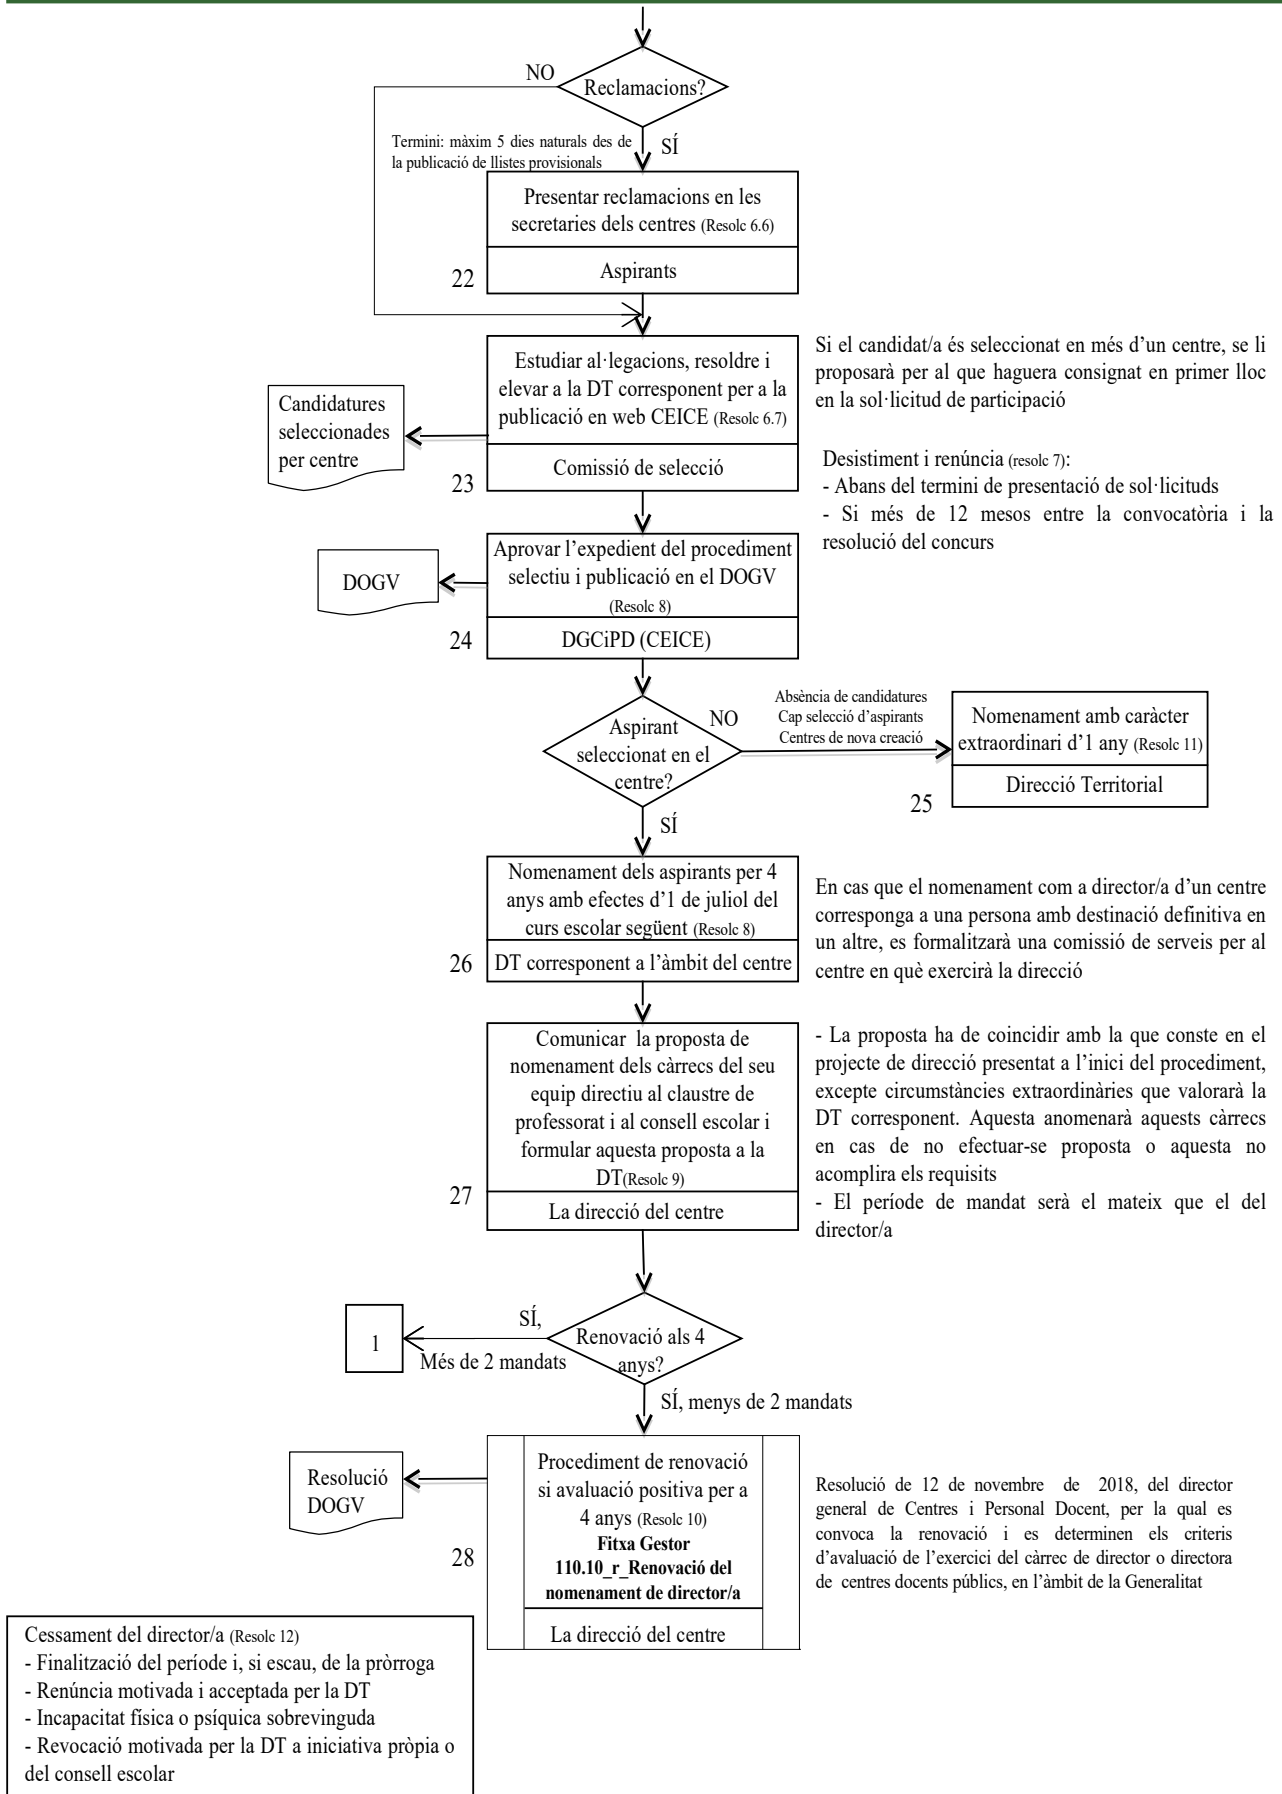 NO
Reclamacions?
Termini: màxim 5 dies naturals des de
la publicació de llistes provisionals
SÍ
Presentar reclamacions en les
secretaries dels centres (Resolc 6.6)
22
Aspirants
Estudiar al·legacions, resoldre i
elevar a la DT corresponent per a la
publicació en web CEICE (Resolc 6.7)
Comissió de selecció
23
Candidatures
seleccionades
per centre
Si el candidat/a és seleccionat en més d’un centre, se li
proposarà per al que haguera consignat en primer lloc
en la sol·licitud de participació
Desistiment i renúncia (resolc 7):
- Abans del termini de presentació de sol·licituds
- Si més de 12 mesos entre la convocatòria i la
resolució del concurs
Aprovar l’expedient del procediment
selectiu i publicació en el DOGV
(Resolc 8)
DOGV
24
DGCiPD (CEICE)
Aspirant
seleccionat en el
centre?
NO
Absència de candidatures
Cap selecció d’aspirants
Centres de nova creació
Nomenament amb caràcter
extraordinari d’1 any (Resolc 11)
Direcció Territorial
25
SÍ
Nomenament dels aspirants per 4
anys amb efectes d’1 de juliol del
curs escolar següent (Resolc 8)
26
DT corresponent a l’àmbit del centre
En cas que el nomenament com a director/a d’un centre
corresponga a una persona amb destinació definitiva en
un altre, es formalitzarà una comissió de serveis per al
centre en què exercirà la direcció
Comunicar la proposta de
nomenament dels càrrecs del seu
equip directiu al claustre de
professorat i al consell escolar i
formular aquesta proposta a la
DT(Resolc 9)
27
La direcció del centre
- La proposta ha de coincidir amb la que conste en el
projecte de direcció presentat a l’inici del procediment,
excepte circumstàncies extraordinàries que valorarà la
DT corresponent. Aquesta anomenarà aquests càrrecs
en cas de no efectuar-se proposta o aquesta no
acomplira els requisits
- El període de mandat serà el mateix que el del
director/a
Renovació als 4
anys?
SÍ,
Més de 2 mandats
1
SÍ, menys de 2 mandats
Procediment de renovació
si avaluació positiva per a
4 anys (Resolc 10)
Fitxa Gestor
110.10_r_Renovació del
nomenament de director/a
La direcció del centre
28
Resolució
DOGV
Resolució de 12 de novembre de 2018, del director
general de Centres i Personal Docent, per la qual es
convoca la renovació i es determinen els criteris
d’avaluació de l’exercici del càrrec de director o directora
de centres docents públics, en l’àmbit de la Generalitat
Cessament del director/a (Resolc 12)
- Finalització del període i, si escau, de la pròrroga
- Renúncia motivada i acceptada per la DT
- Incapacitat física o psíquica sobrevinguda
- Revocació motivada per la DT a iniciativa pròpia o
del consell escolar